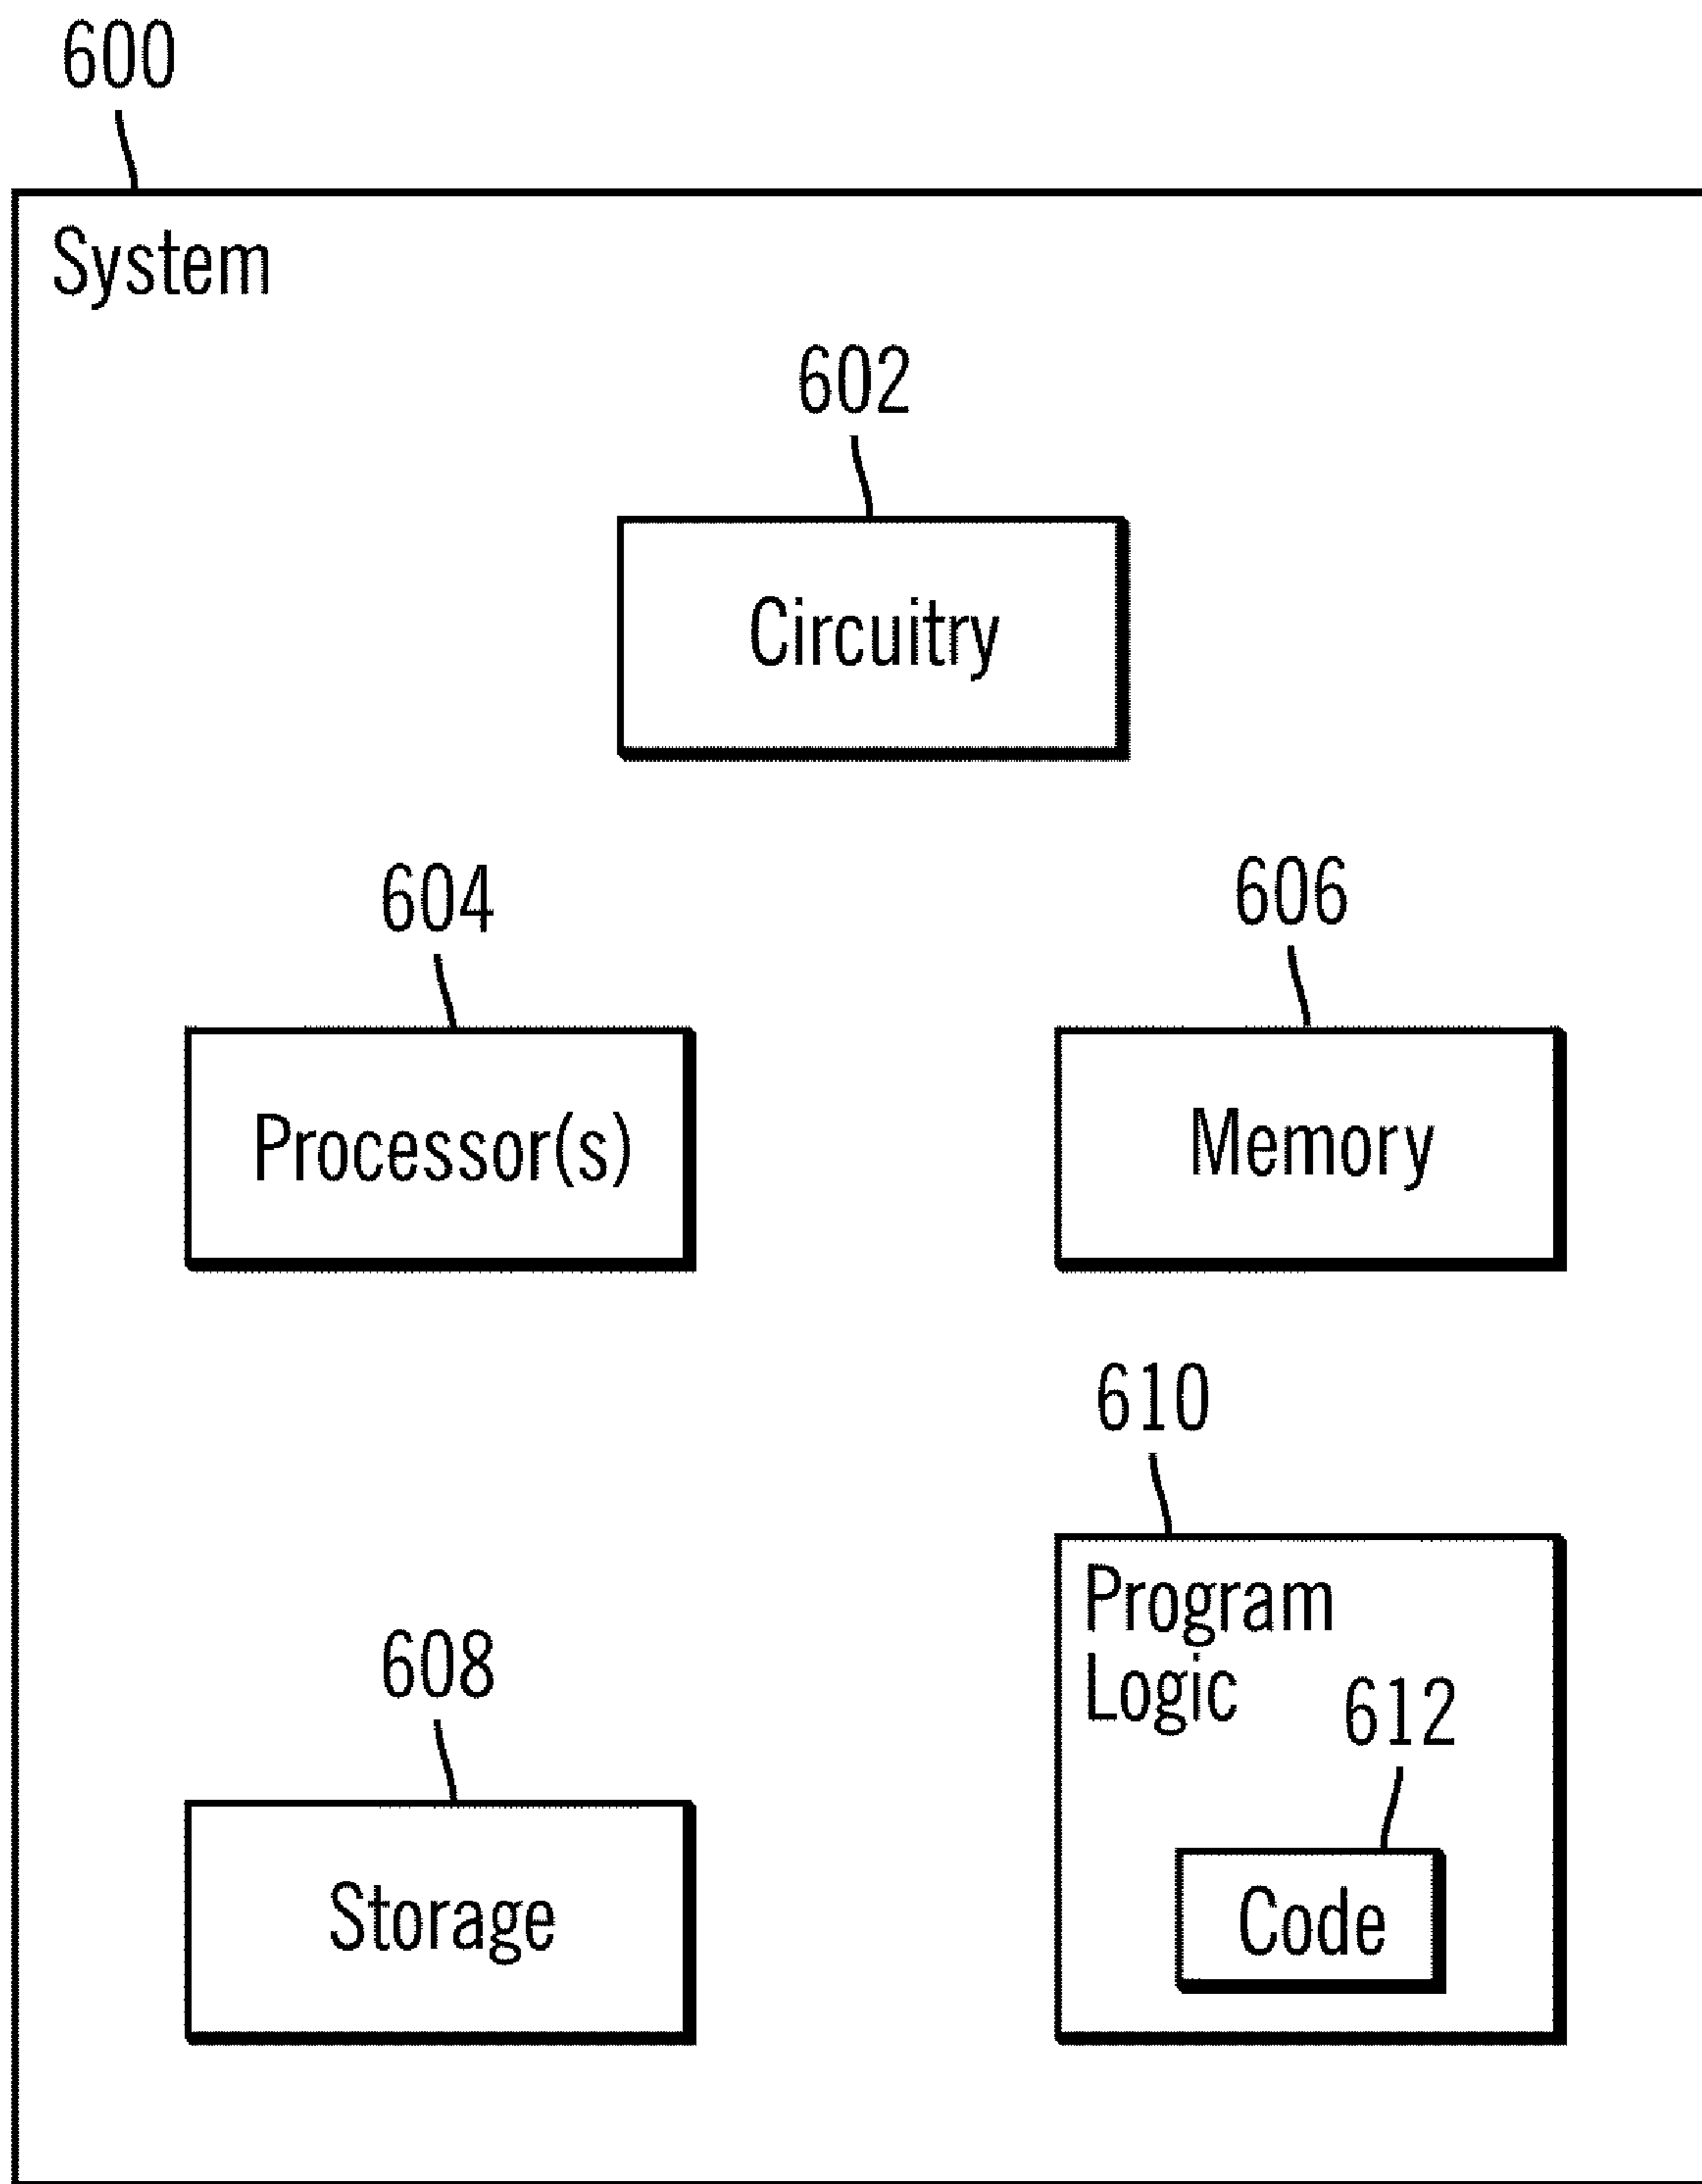 600
System
602
Circuitry
604
606
Processor(s)
Memory
610
Program
Logic
608
612
Storage
Code